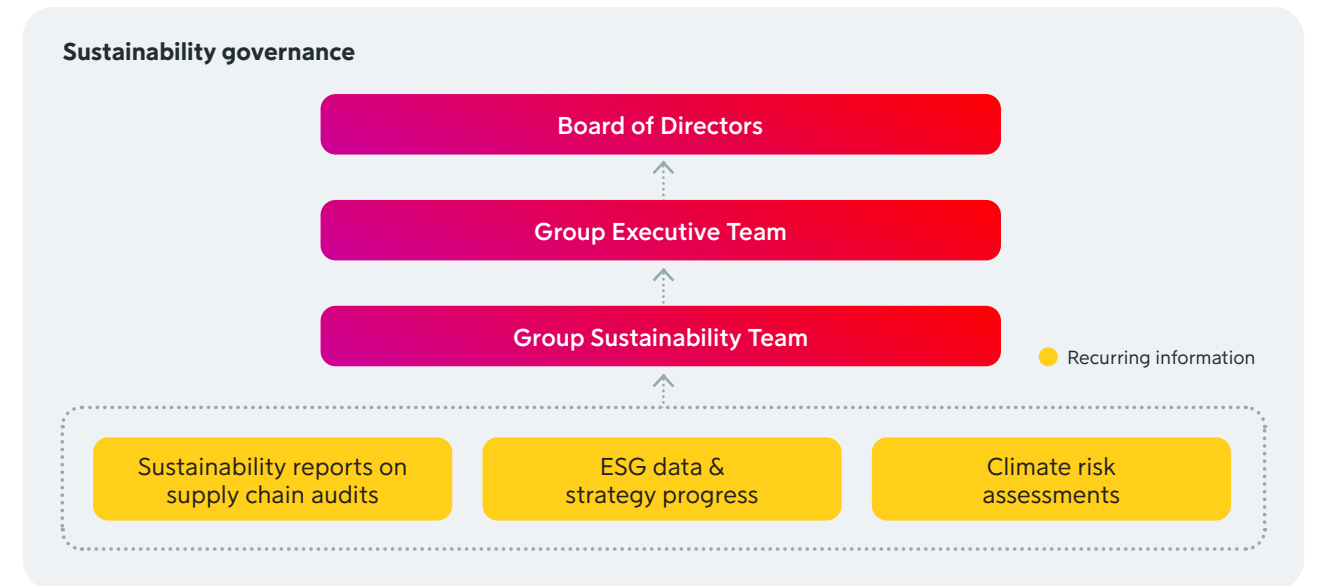 Sustainability governance
Board of Directors
Group Executive Team
Group Sustainability Team
Recurring information
Sustainability reports on
supply chain audits
ESG data &
strategy progress
Climate risk
assessments